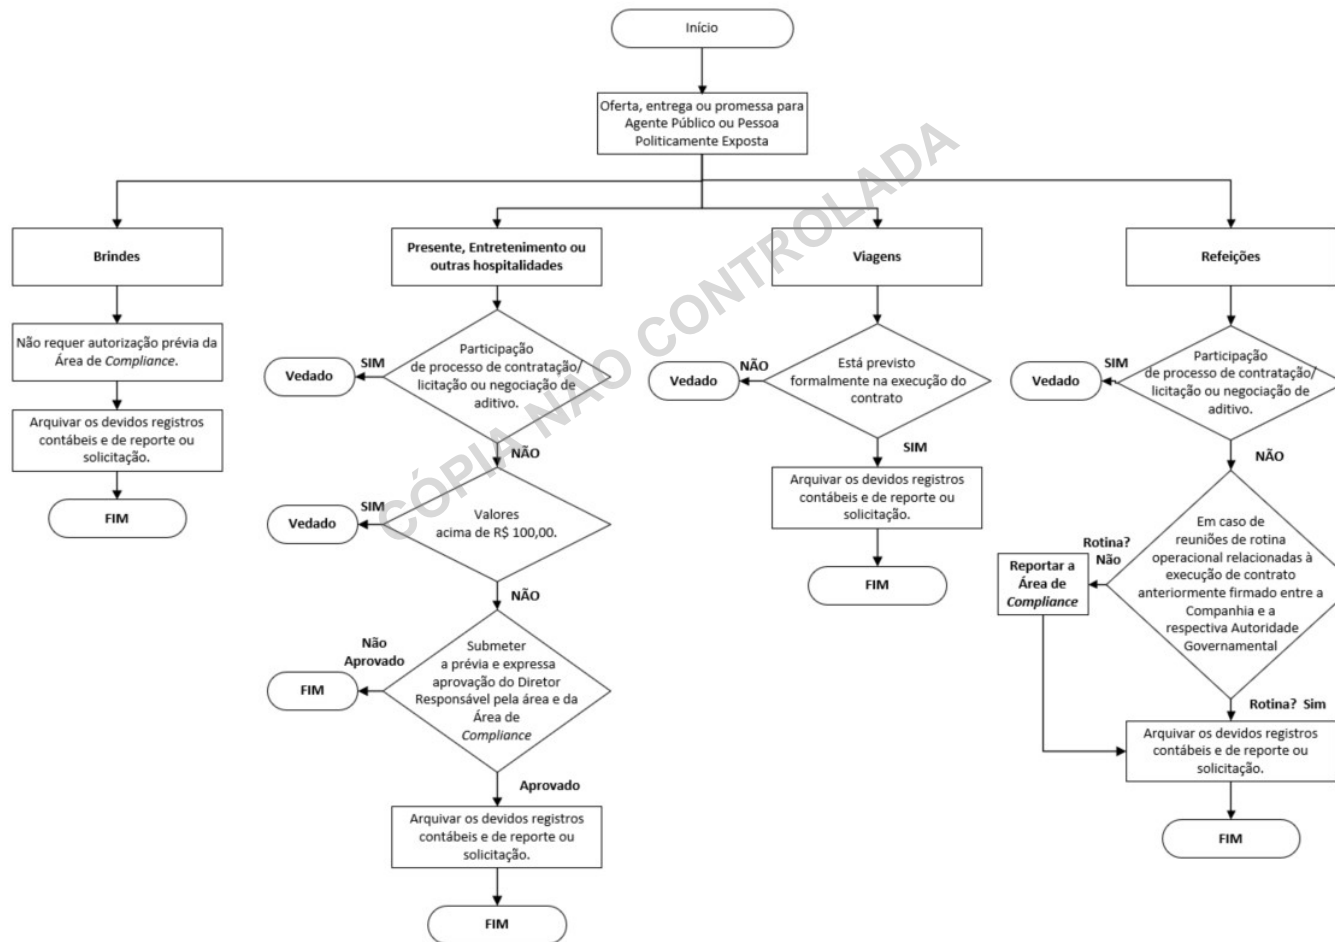 Início
Oferta, entrega ou promessa para
Agente Público ou Pessoa
Politicamente Exposta
Brindes
Não requer autorização prévia da
Área de Compliance.
Arquivar os devidos registros
contábeis e de reporte ou
solicitação.
FIM
Presente, Entretenimento ou
outras hospitalidades
Participação
de processo de contratação/
licitação ou negociação de
aditivo.
SIM
Vedado
NÃO
Valores
acima de R$ 100,00.
SIM
Vedado
NÃO
Submeter
a prévia e expressa
aprovação do Diretor
Responsável pela área e da
Área de
Compliance
Não
Aprovado
FIM
Aprovado
Arquivar os devidos registros
contábeis e de reporte ou
solicitação.
FIM
Viagens
Está previsto
formalmente na execução do
contrato
NÃO
Vedado
SIM
Arquivar os devidos registros
contábeis e de reporte ou
solicitação.
FIM
Refeições
Participação
de processo de contratação/
licitação ou negociação de
aditivo.
SIM
Vedado
NÃO
Em caso de
reuniões de rotina
operacional relacionadas à
execução de contrato
anteriormente firmado entre a
Companhia e a
respectiva Autoridade
Governamental
Rotina?
Não
Reportar a
Área de
Compliance
Rotina? Sim
Arquivar os devidos registros
contábeis e de reporte ou
solicitação.
FIM
CÓPIA NÃO CONTROLADA